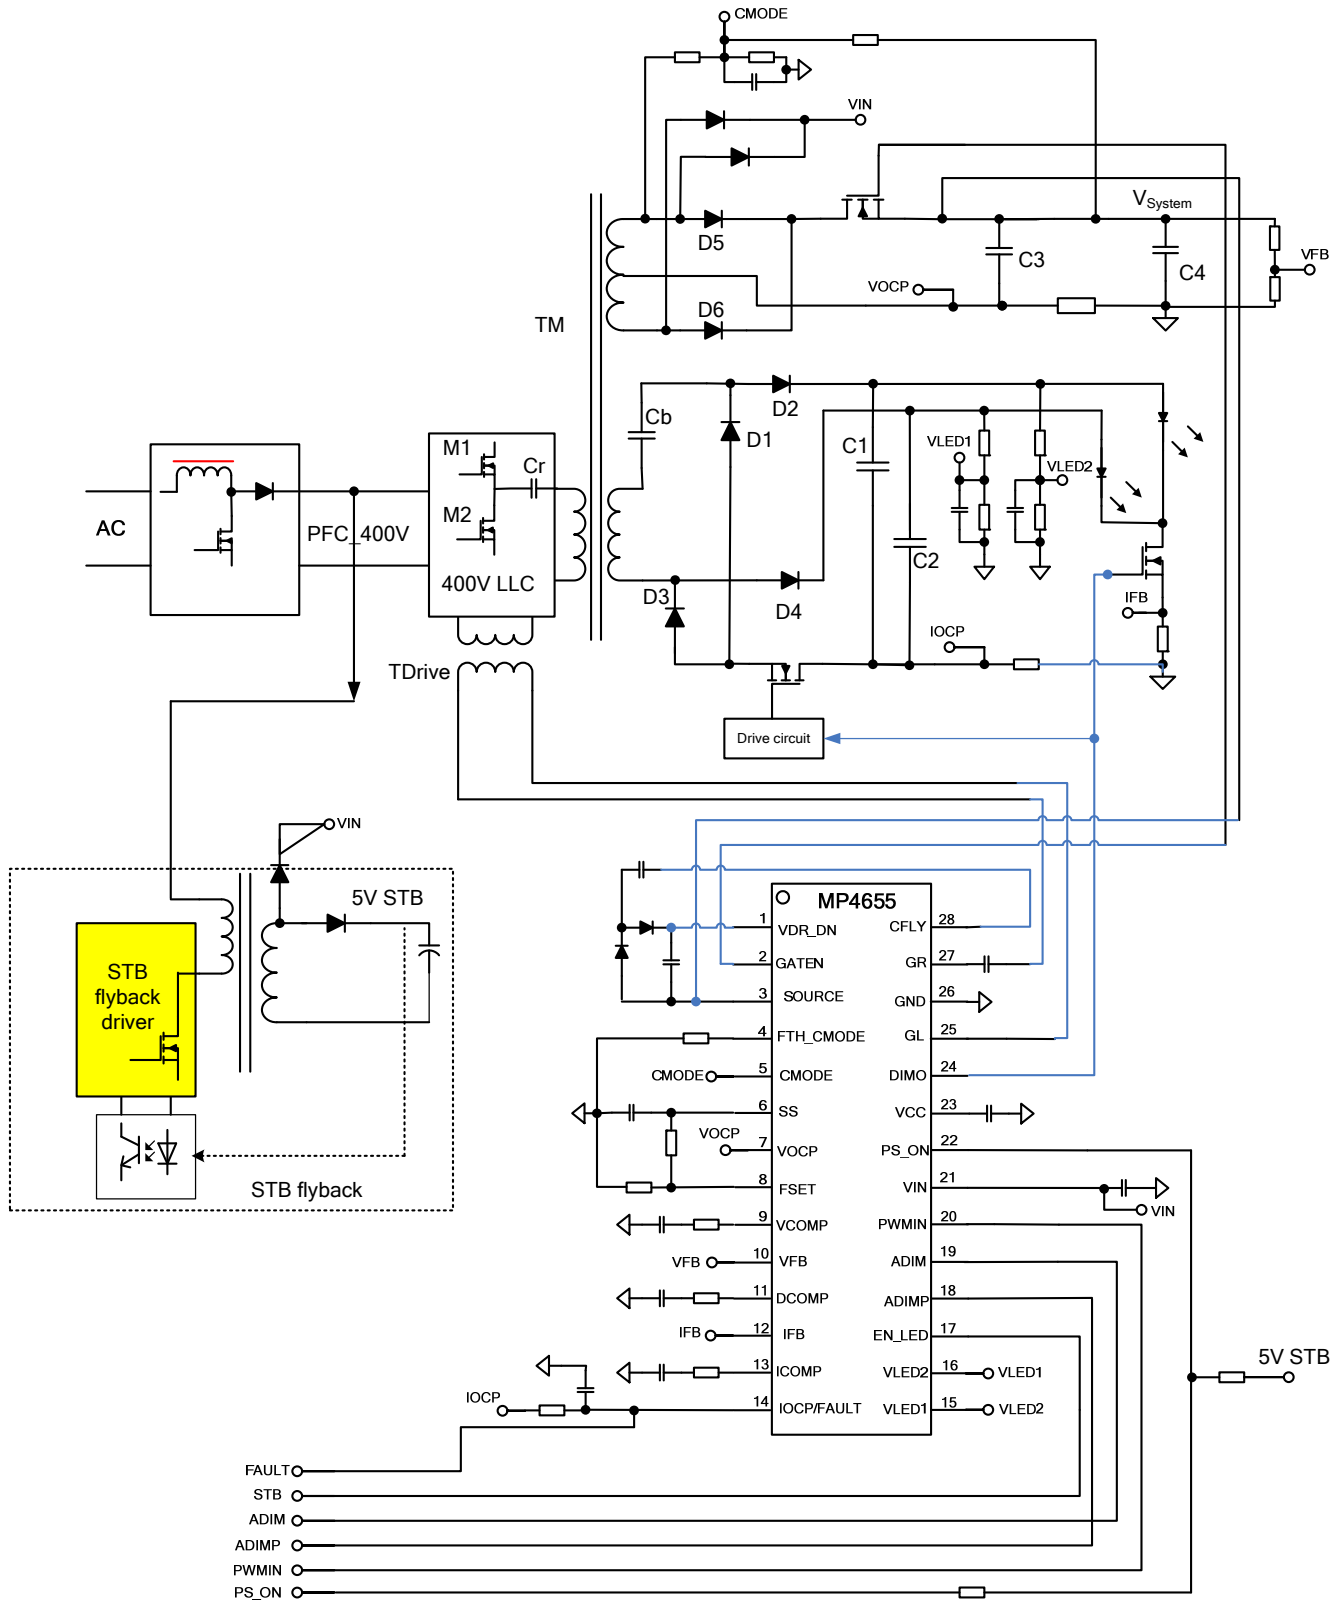 CMODE
VIN
V_System
D5
C3
C4
VFB
VOCP
D6
TM
D2
Cb
D1
C1
VLED1
VLED2
M1
Cr
M2
AC
PFC_400V
C2
400V LLC
D3
D4
IFB
IOCP
TDrive
Drive circuit
VIN
5V STB
MP4655
1 VDR_DN
CFLY 28
2 GATEN
GR 27
STB
flyback
driver
3 SOURCE
GND 26
4 FTH_CMODE
GL 25
CMODE
5 CMODE
DIMO 24
6 SS
VCC 23
VOCP
7 VOCP
PS_ON 22
STB flyback
8 FSET
VIN 21
VIN
9 VCOMP
PWMIN 20
VFB
10 VFB
ADIM 19
11 DCOMP
ADIMP 18
IFB
12 IFB
EN_LED 17
5V STB
13 ICOMP
VLED2 16 VLED1
IOCP
14 IOCP/FAULT
VLED1 15 VLED2
FAULT
STB
ADIM
ADIMP
PWMIN
PS_ON